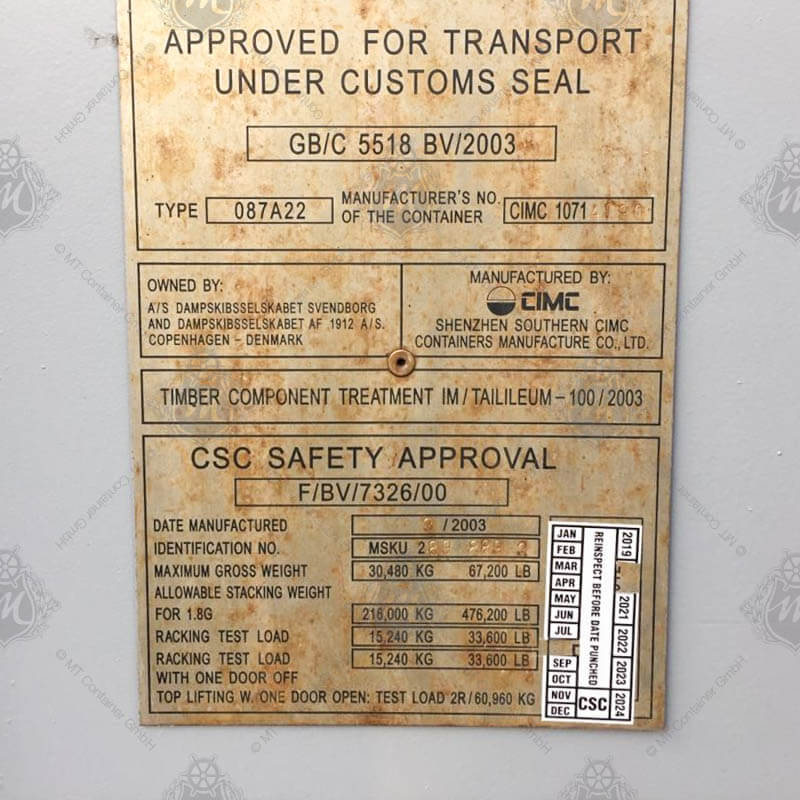 APPROVED FOR TRANSPORT
UNDER CUSTOMS SEAL
GB/C 5518 BV/2003
TYPE 087A22
MANUFACTURER'S NO.
OF THE CONTAINER
CIMC 1071
OWNED BY:
A/S DAMPSKIBSSELSKABET SVENDBORG
AND DAMPSKIBSSELSKABET AF 1912 A/S.
COPENHAGEN - DENMARK
MANUFACTURED BY:
CIMC
SHENZHEN SOUTHERN CIMC
CONTAINERS MANUFACTURE CO., LTD.
TIMBER COMPONENT TREATMENT IM/TAILILEUM-100/2003
CSC SAFETY APPROVAL
F/BV/7326/00
DATE MANUFACTURED /2003
IDENTIFICATION NO. MSKU
MAXIMUM GROSS WEIGHT 30,480 KG 67,200 LB
ALLOWABLE STACKING WEIGHT
FOR 1.8G 216,000 KG 476,200 LB
RACKING TEST LOAD 15,240 KG 33,600 LB
RACKING TEST LOAD 15,240 KG 33,600 LB
WITH ONE DOOR OFF
TOP LIFTING W. ONE DOOR OPEN: TEST LOAD 2R/60,960 KG
JAN
FEB
MAR
APR
MAY
JUN
JUL
SEP
OCT
NOV
DEC
REINSPECT BEFORE DATE PUNCHED
CSC
2019
2021
2022
2023
2024
© MT Container GmbH